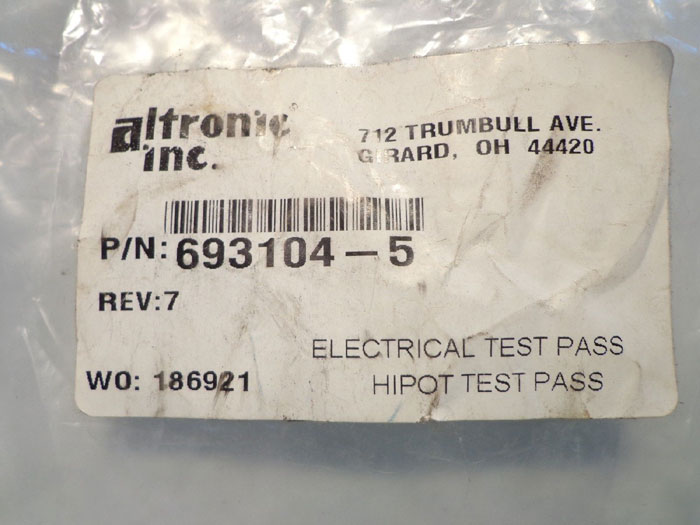 altronic
inc.
712 TRUMBULL AVE.
GIRARD, OH 44420
P/N: 693104-5
REV:7
WO: 186921
ELECTRICAL TEST PASS
HIPOT TEST PASS